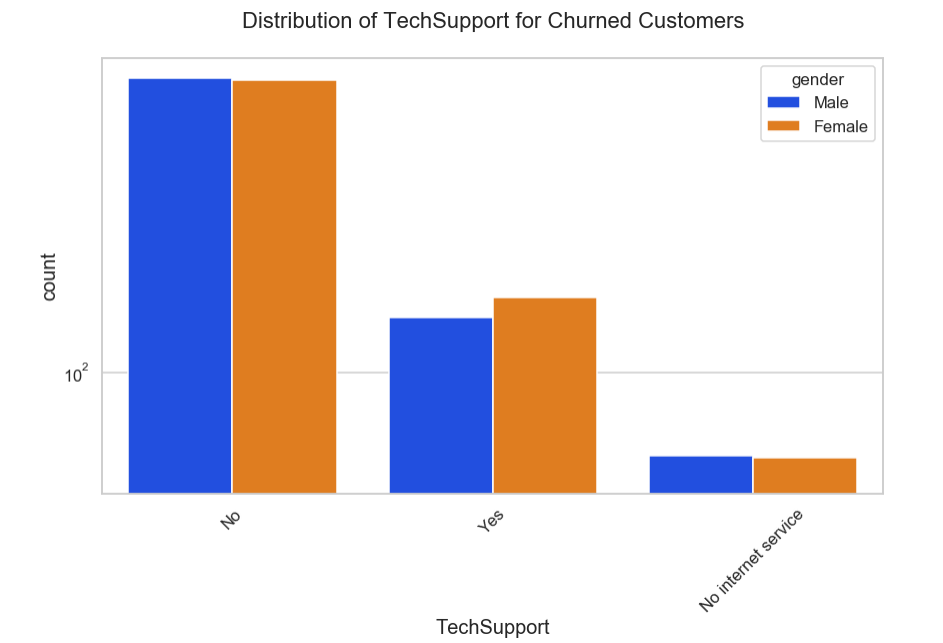 Distribution of TechSupport for Churned Customers
gender
Male
Female
count
10²
No
Yes
No internet service
TechSupport